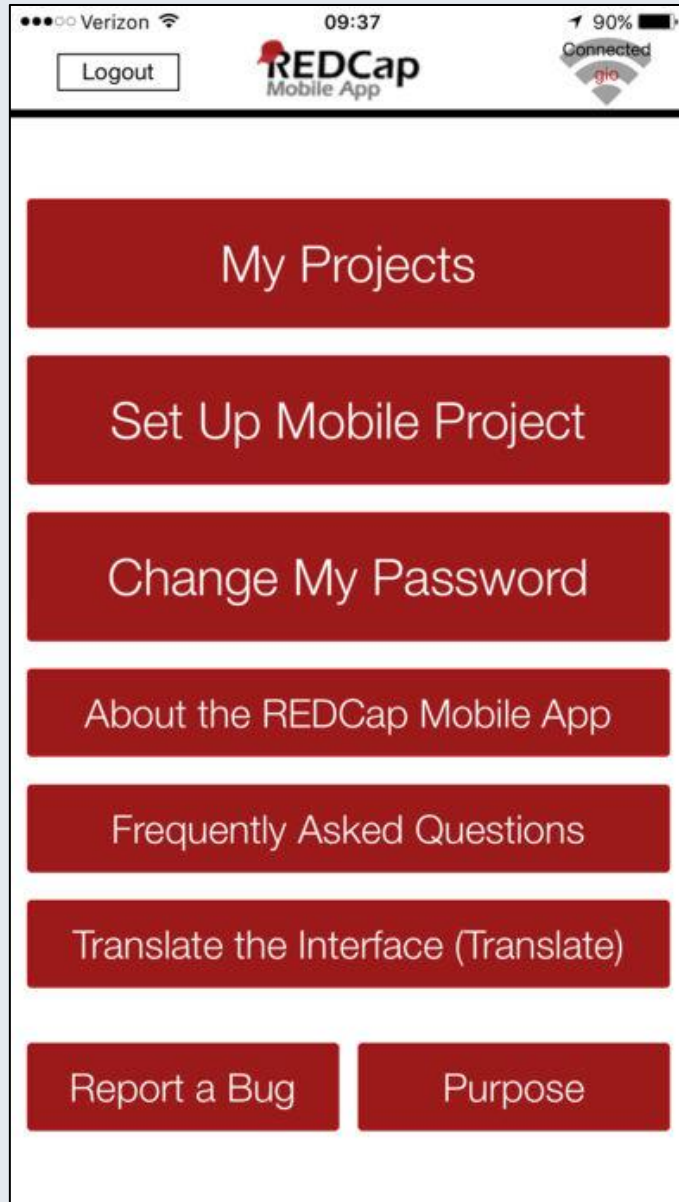 Verizon 09:37 90%
Logout REDCap Connected
Mobile App gio
My Projects
Set Up Mobile Project
Change My Password
About the REDCap Mobile App
Frequently Asked Questions
Translate the Interface (Translate)
Report a Bug Purpose